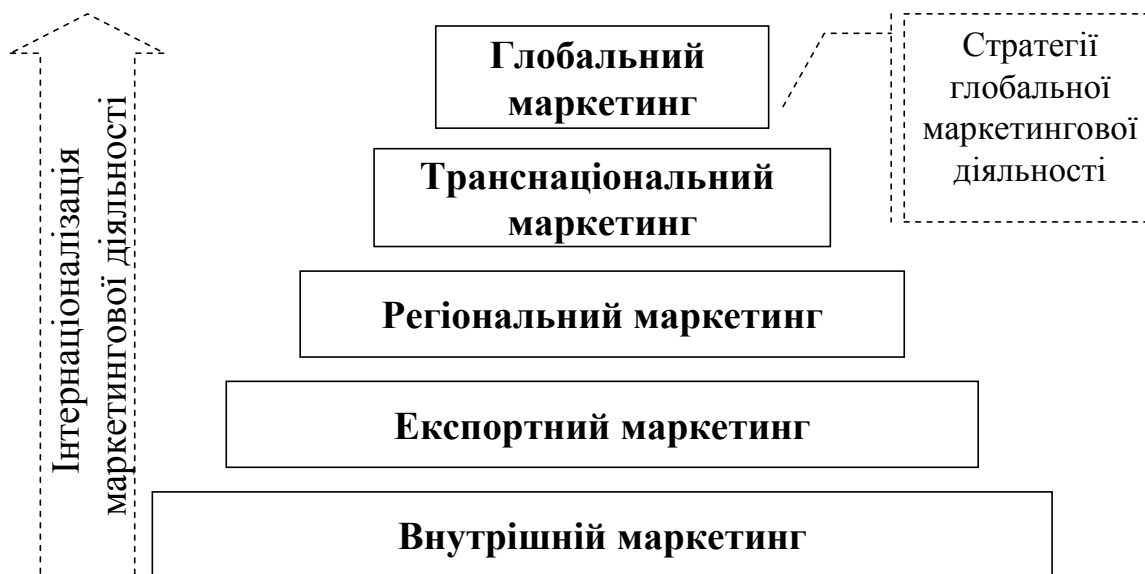 Глобальний
маркетинг
Стратегії
глобальної
маркетингової
діяльності
Транснаціональний
маркетинг
Регіональний маркетинг
Експортний маркетинг
Внутрішній маркетинг
Інтернаціоналізація
маркетингової діяльності